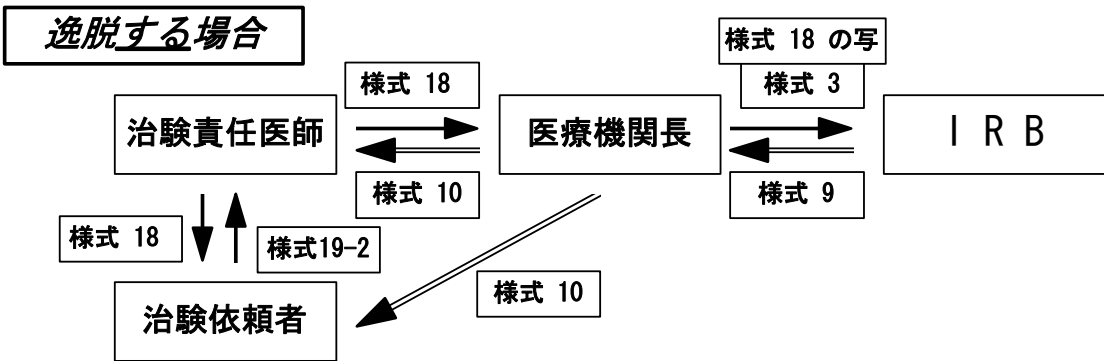 逸脱する場合
様式 18 の写
様式 18
様式 3
治験責任医師
医療機関長
ＩＲＢ
様式 10
様式 9
様式 18
様式19-2
様式 10
治験依頼者